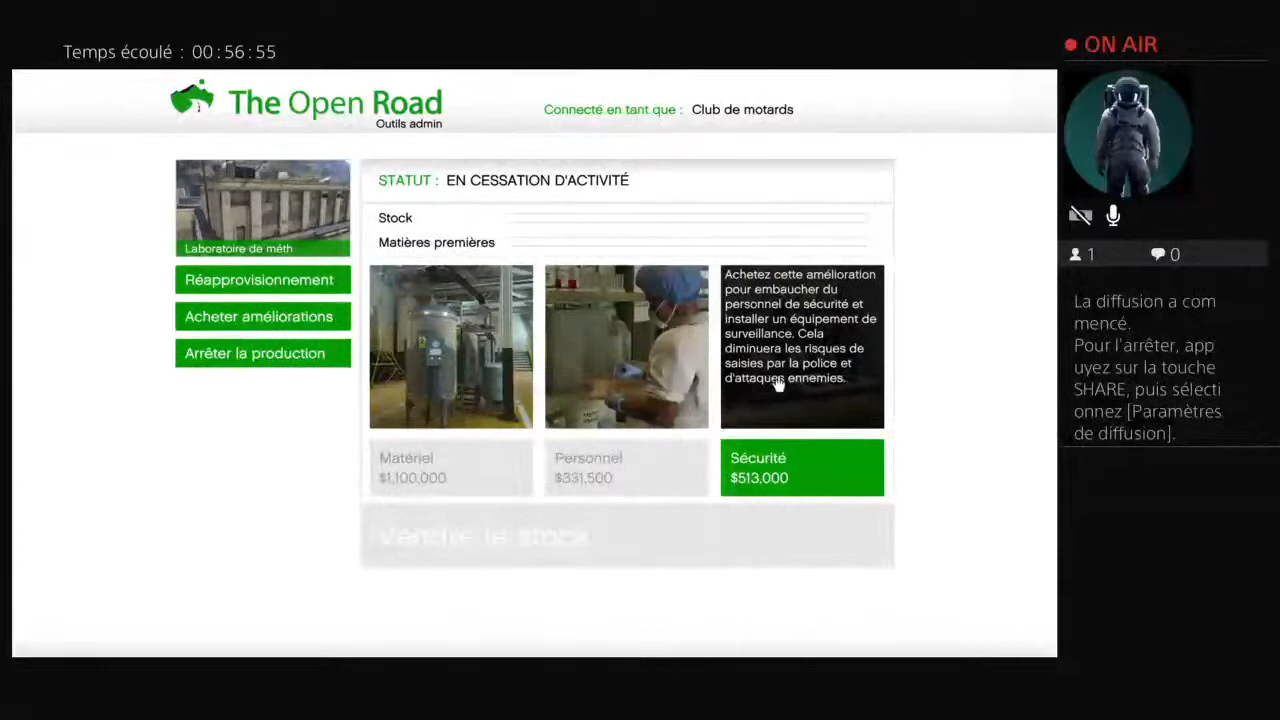 Temps écoulé : 00:56:55
ON AIR
The Open Road
Outils admin
Connecté en tant que : Club de motards
Laboratoire de méth
Réapprovisionnement
Acheter améliorations
Arrêter la production
STATUT : EN CESSATION D'ACTIVITÉ
Stock
Matières premières
Achetez cette amélioration
pour embaucher du
personnel de sécurité et
installer un équipement de
surveillance. Cela
diminuera les risques de
saisies par la police et
d'attaques ennemies.
Matériel
$1,100,000
Personnel
$331,500
Sécurité
$513,000
Vendre le stock
1
0
La diffusion a com
mencé.
Pour l'arrêter, app
uyez sur la touche
SHARE, puis sélecti
onnez [Paramètres
de diffusion].